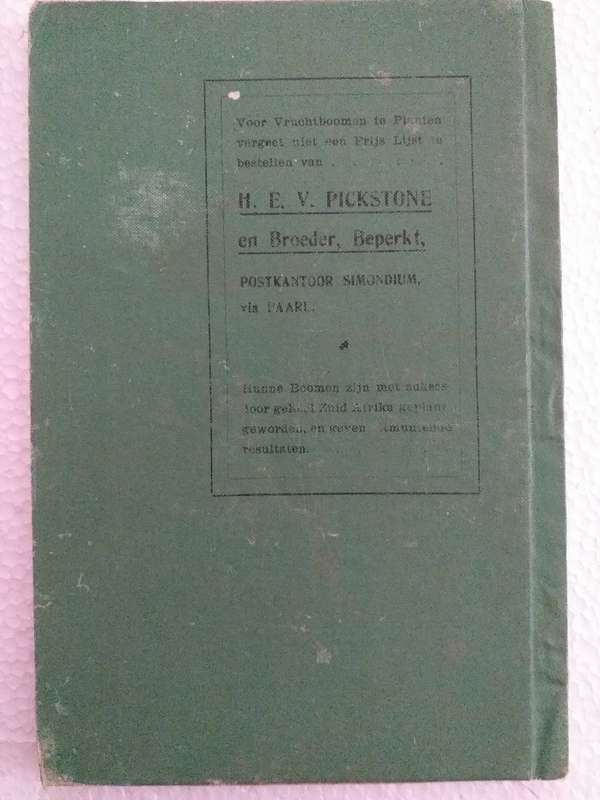 Voor Vruchtboomen te Planten
vergeet niet een Prijs Lijst te
bestellen van . . . . . . .
H. E. V. PICKSTONE
en Broeder, Beperkt,
POSTKANTOOR SIMONDIUM,
via PAARL.
Hunne Boomen zijn met sukses
door geheel Zuid Afrika geplant
geworden, en geven uitmuntende
resultaten.